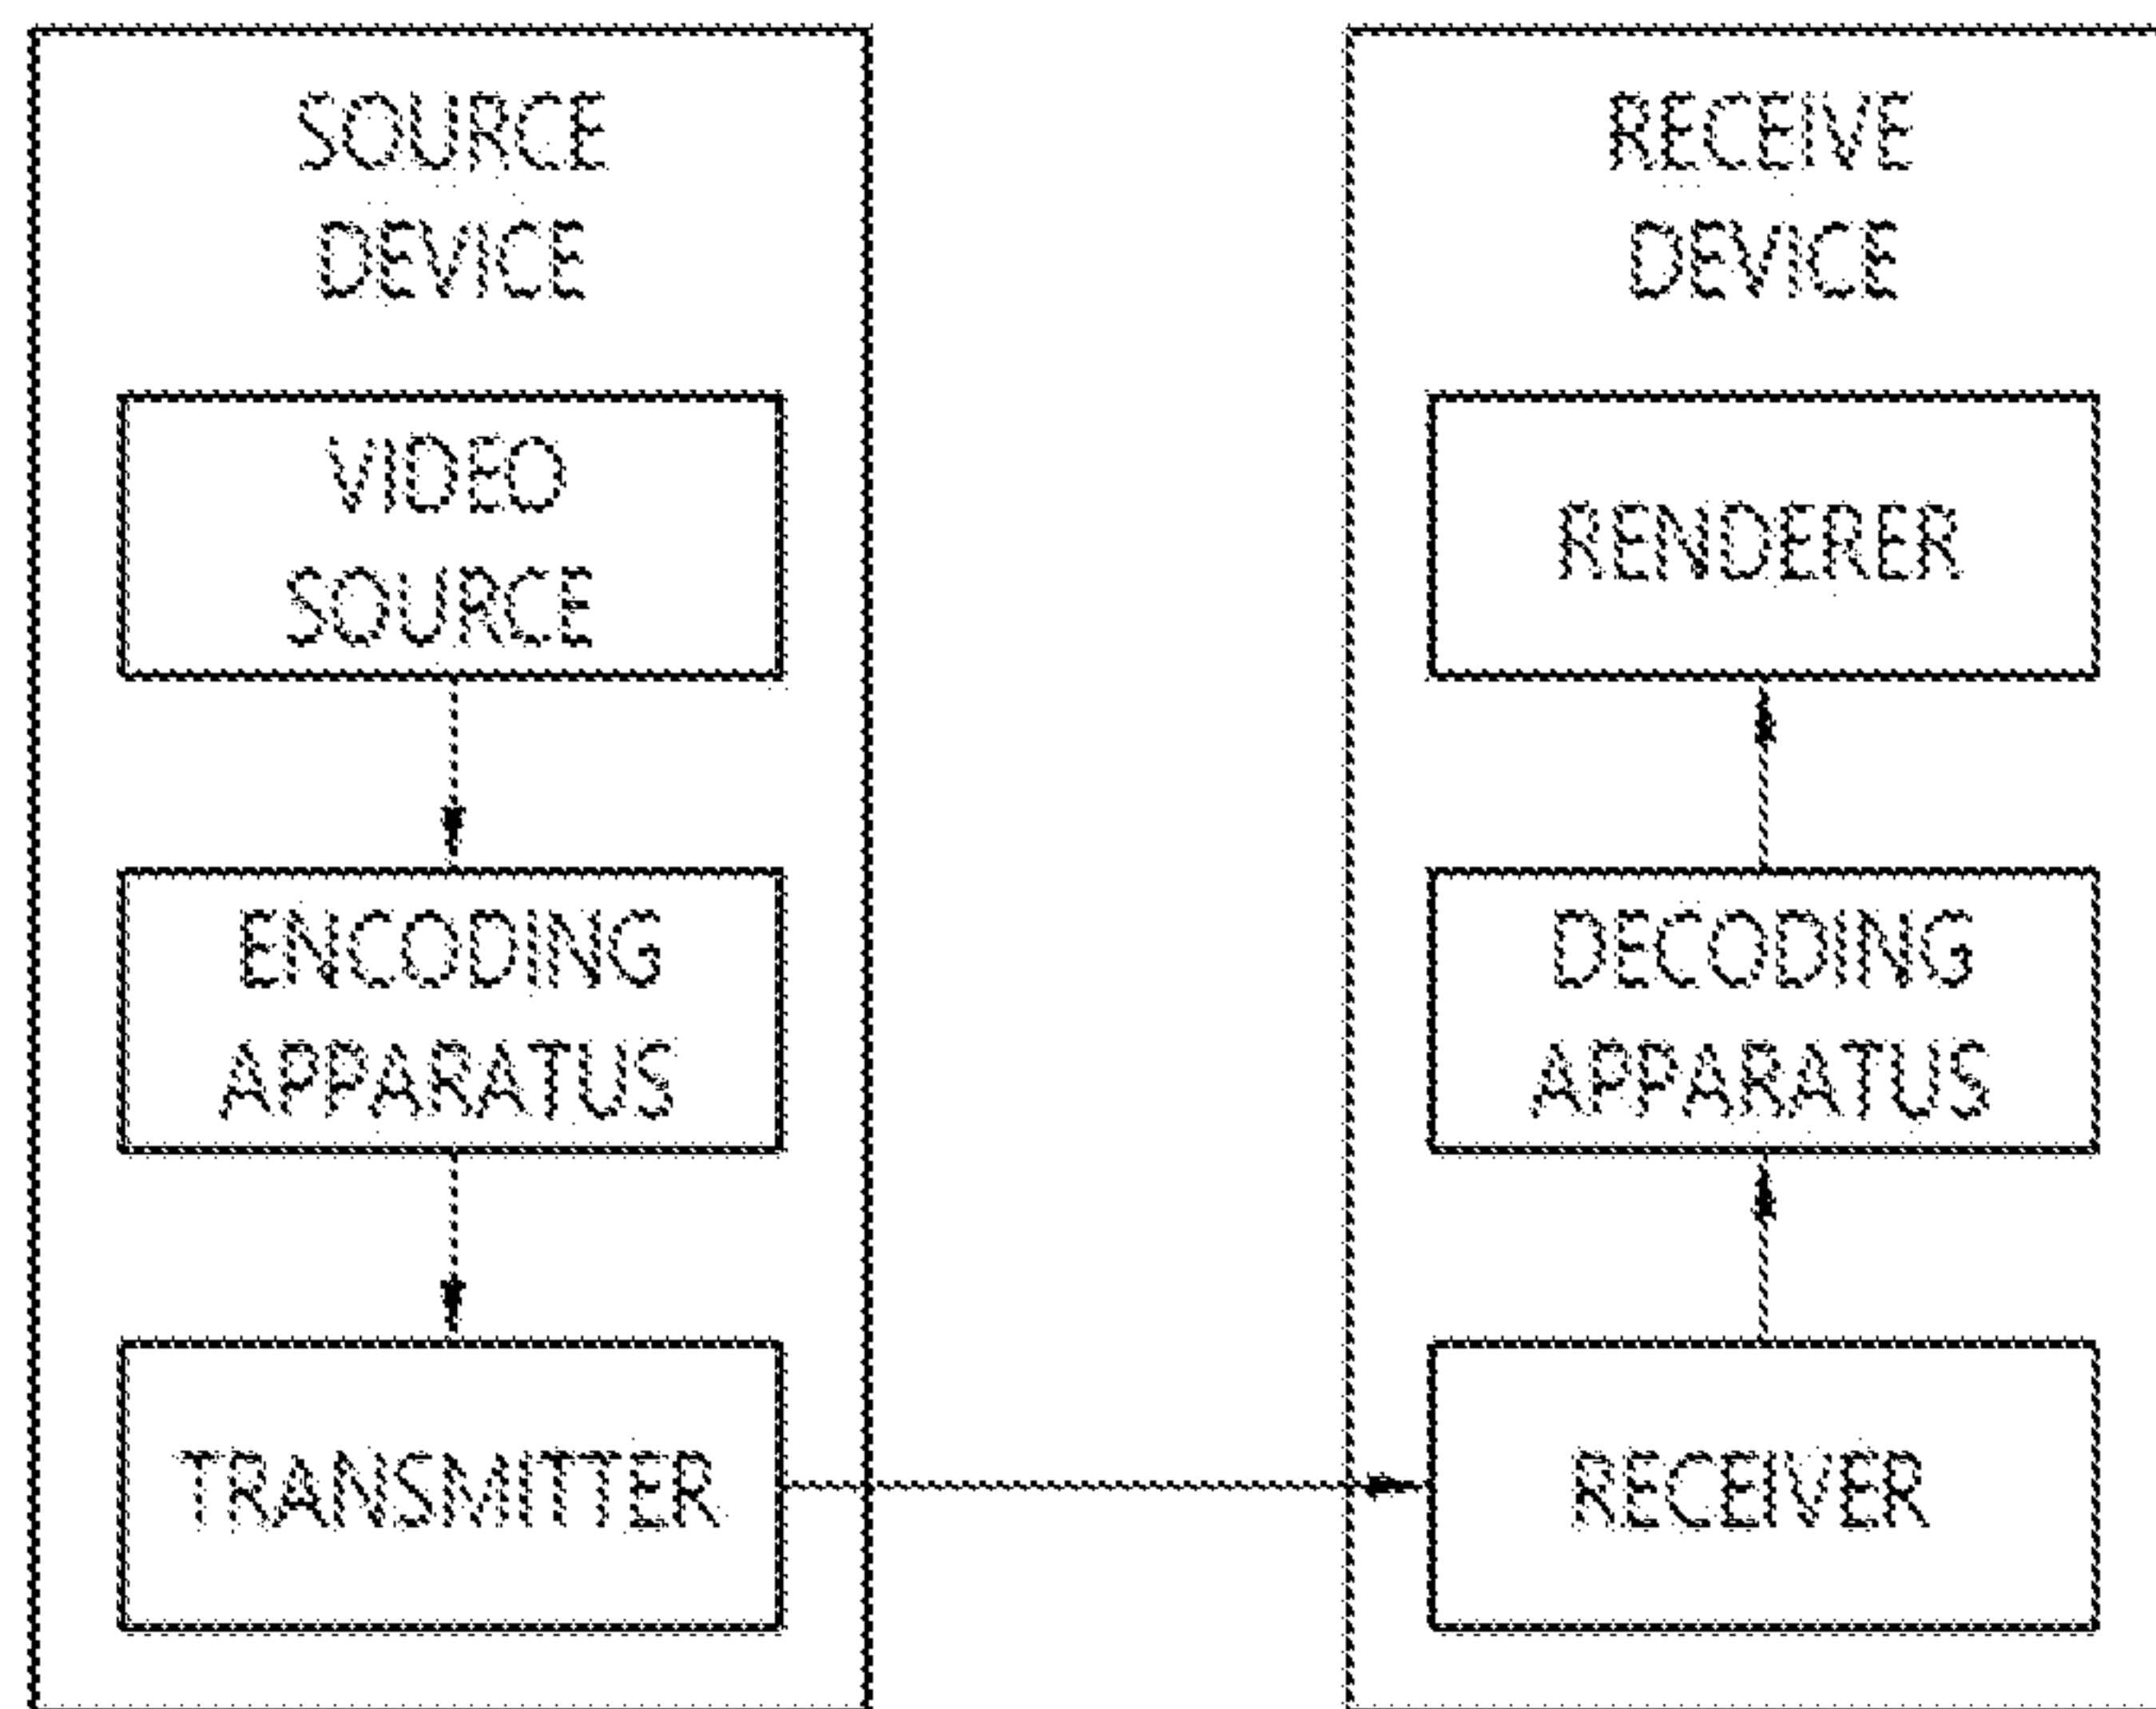 SOURCE
DEVICE
VIDEO
SOURCE
ENCODING
APPARATUS
TRANSMITTER
RECEIVE
DEVICE
RENDERER
DECODING
APPARATUS
RECEIVER